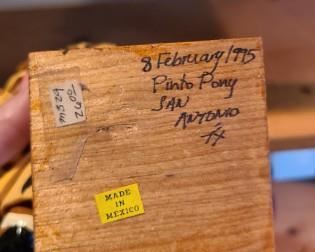 8 February 1995
Pinto Pony
SAN
ANTONIO
TX
MADE
IN
MEXICO